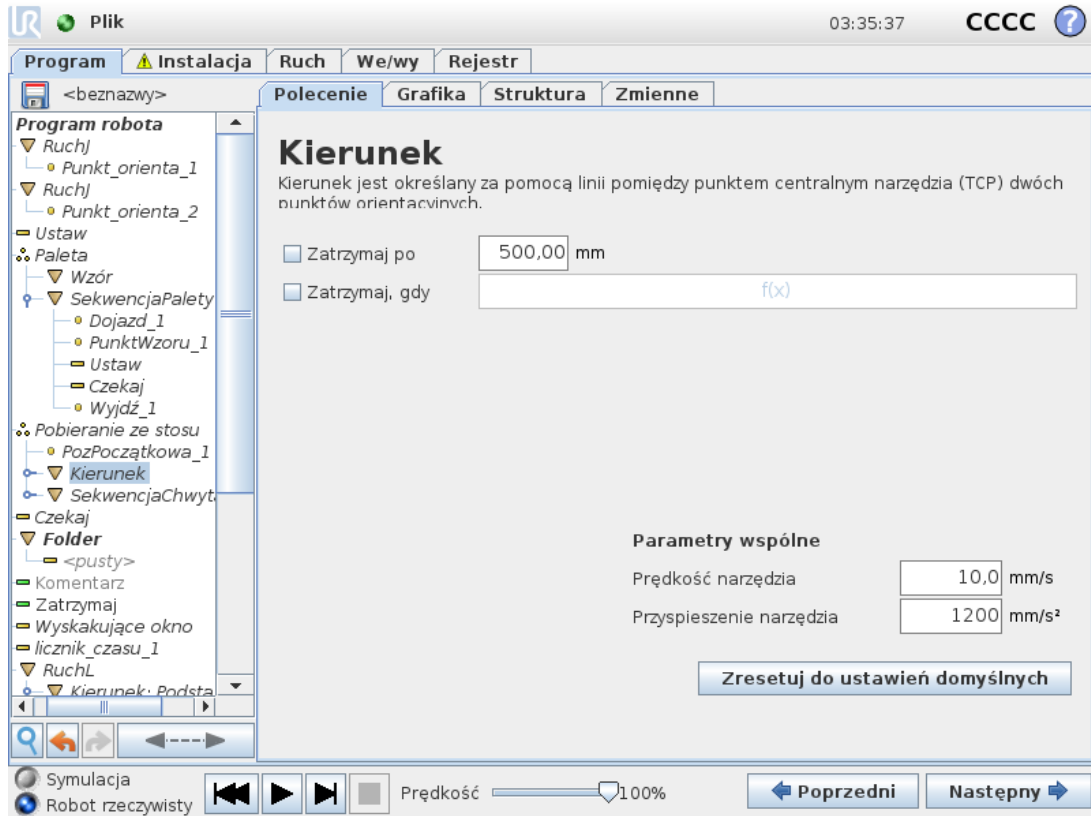 UR Plik 03:35:37 CCCC ?
Program Instalacja Ruch We/wy Rejestr
<beznazwy>
Polecenie Grafika Struktura Zmienne
Program robota
RuchJ
Punkt_orienta_1
RuchJ
Punkt_orienta_2
Ustaw
Paleta
Wzór
SekwencjaPalety
Dojazd_1
PunktWzoru_1
Ustaw
Czekaj
Wyjdź_1
Pobieranie ze stosu
PozPoczątkowa_1
Kierunek
SekwencjaChwyta
Czekaj
Folder
<pusty>
Komentarz
Zatrzymaj
Wyskakujące okno
licznik_czasu_1
RuchL
Kierunek: Podsta
Kierunek
Kierunek jest określany za pomocą linii pomiędzy punktem centralnym narzędzia (TCP) dwóch
punktów orientacyjnych.
Zatrzymaj po 500,00 mm
Zatrzymaj, gdy f(x)
Parametry wspólne
Prędkość narzędzia 10,0 mm/s
Przyspieszenie narzędzia 1200 mm/s²
Zresetuj do ustawień domyślnych
Symulacja
Robot rzeczywisty
Prędkość 100%
Poprzedni Następny